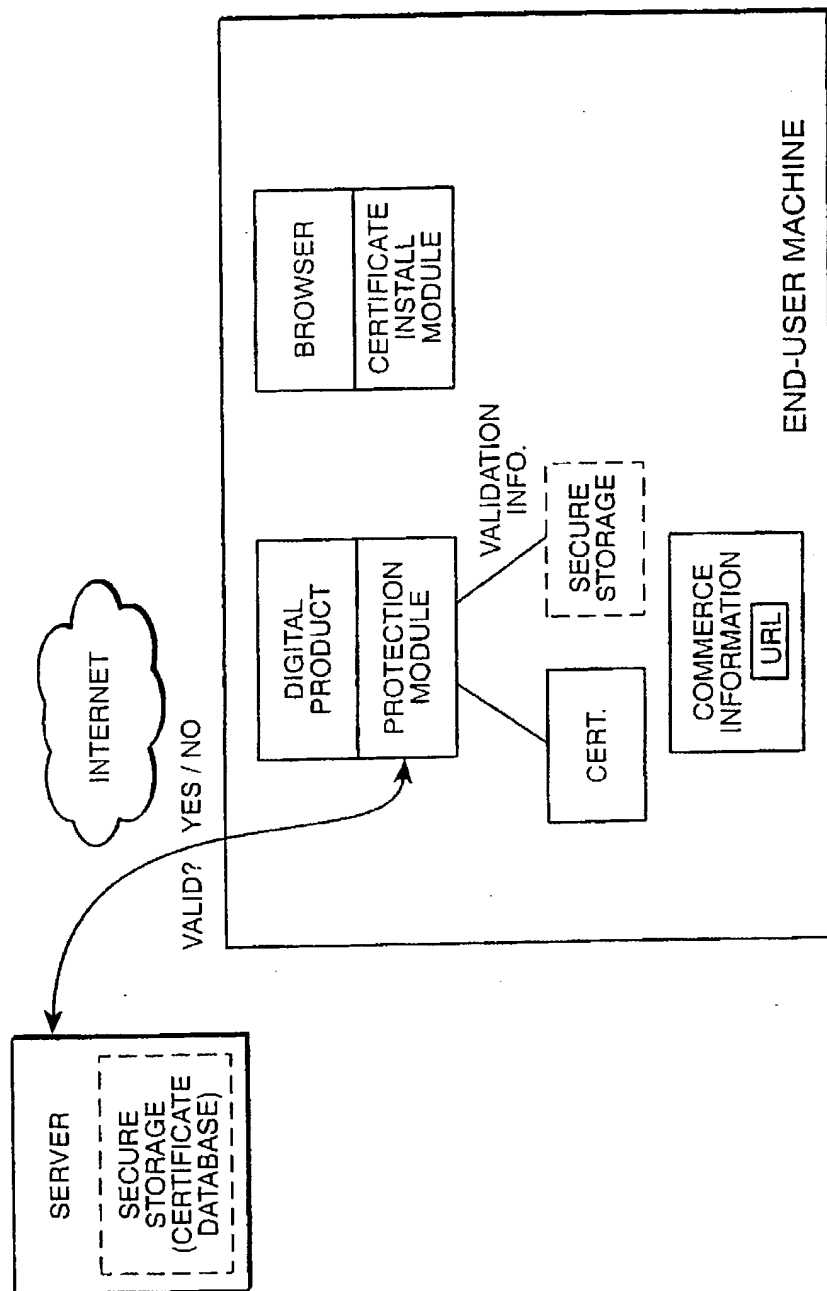 SERVER
SECURE
STORAGE
(CERTIFICATE
DATABASE)
INTERNET
VALID? YES / NO
DIGITAL
PRODUCT
PROTECTION
MODULE
BROWSER
CERTIFICATE
INSTALL
MODULE
VALIDATION
INFO.
CERT.
SECURE
STORAGE
COMMERCE
INFORMATION
URL
END-USER MACHINE